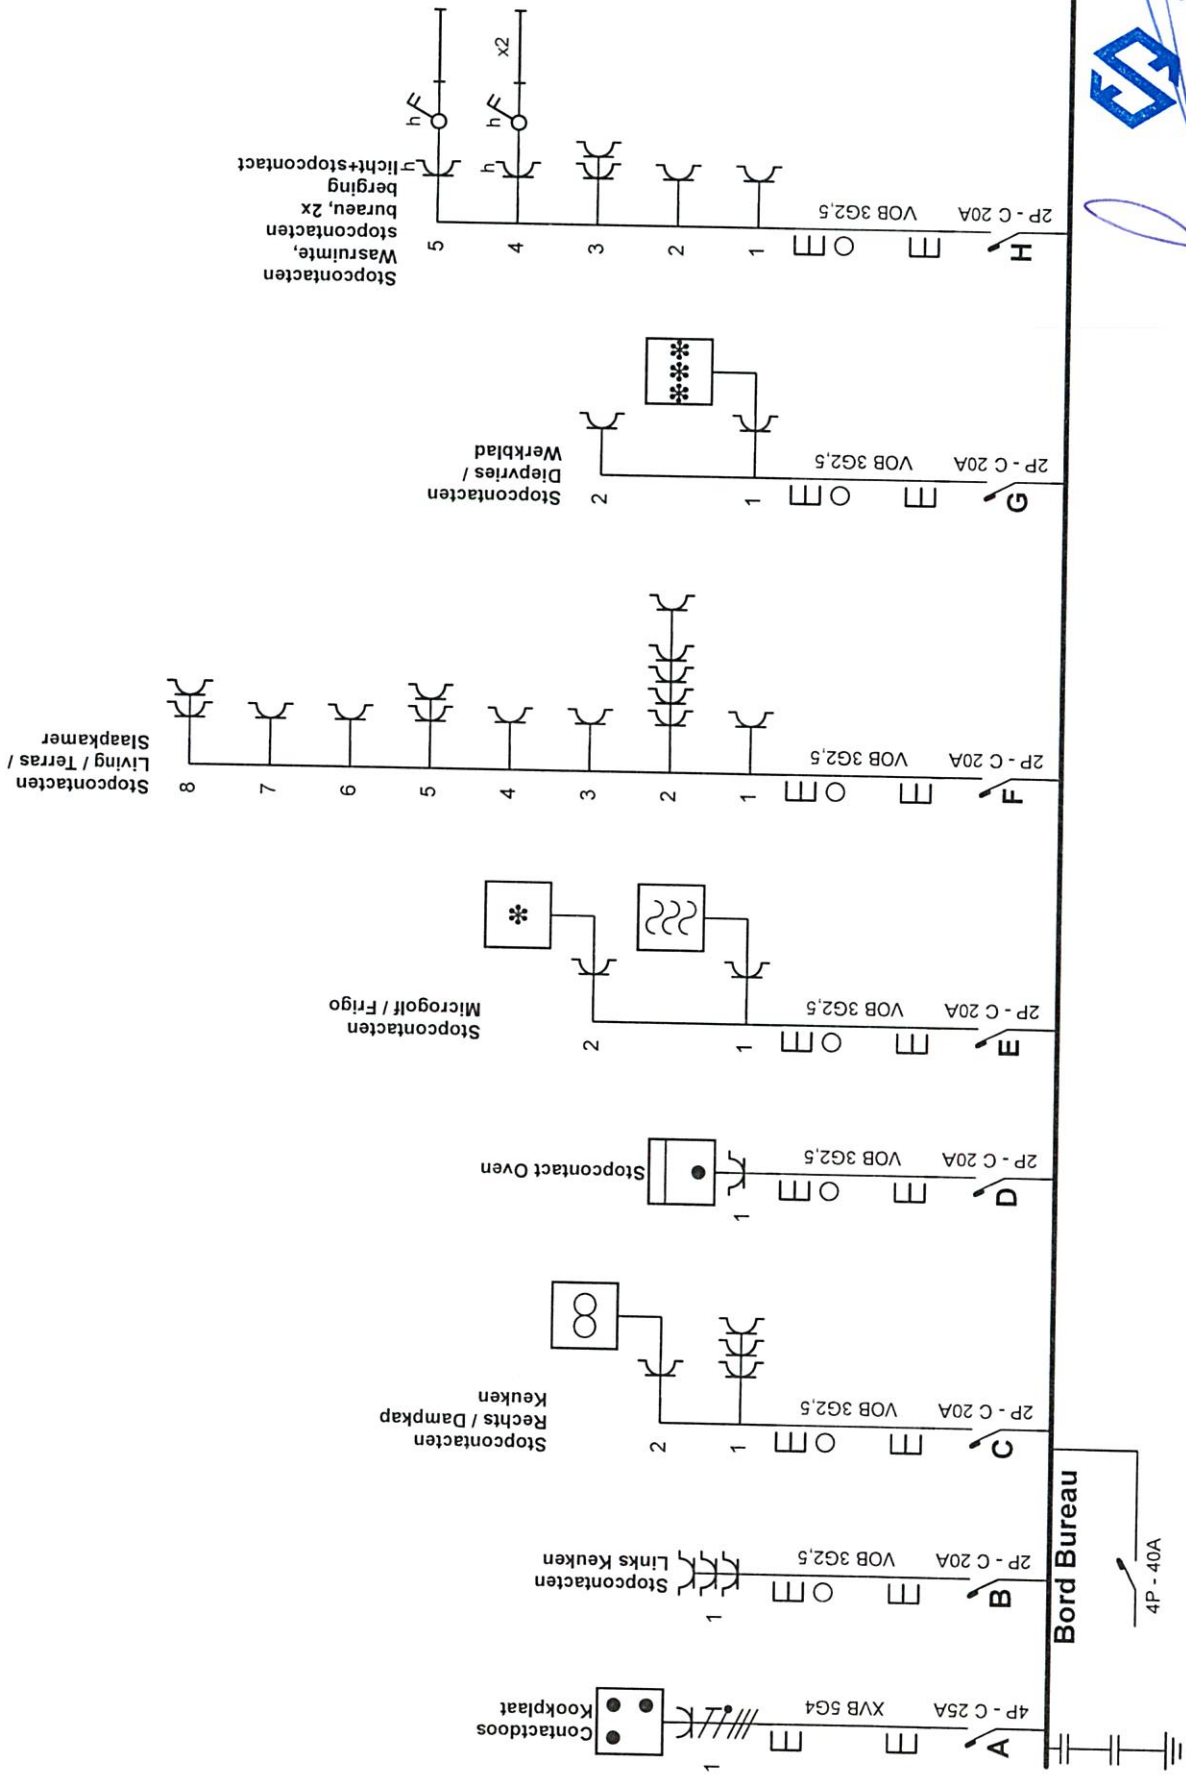 Contactdoos
Kookplaat
1
XVB 5G4
4P - C 25A
A
Stopcontacten
Links Keuken
1
VOB 3G2,5
2P - C 20A
B
Stopcontacten
Rechts / Dampkap
Keuken
2
1
VOB 3G2,5
2P - C 20A
C
Stopcontact Oven
1
VOB 3G2,5
2P - C 20A
D
Stopcontacten
Microgolf / Frigo
2
1
VOB 3G2,5
2P - C 20A
E
Stopcontacten
Living / Terras /
Slaapkamer
8
7
6
5
4
3
2
1
VOB 3G2,5
2P - C 20A
F
Stopcontacten
Diepvries /
Werkblad
2
1
VOB 3G2,5
2P - C 20A
G
Stopcontacten
Wasruimte,
stopcontacten
buraeu, 2x
berging
licht+stopcontact
5
h
h
4
h
h
x2
3
2
1
VOB 3G2,5
2P - C 20A
H
Bord Bureau
4P - 40A